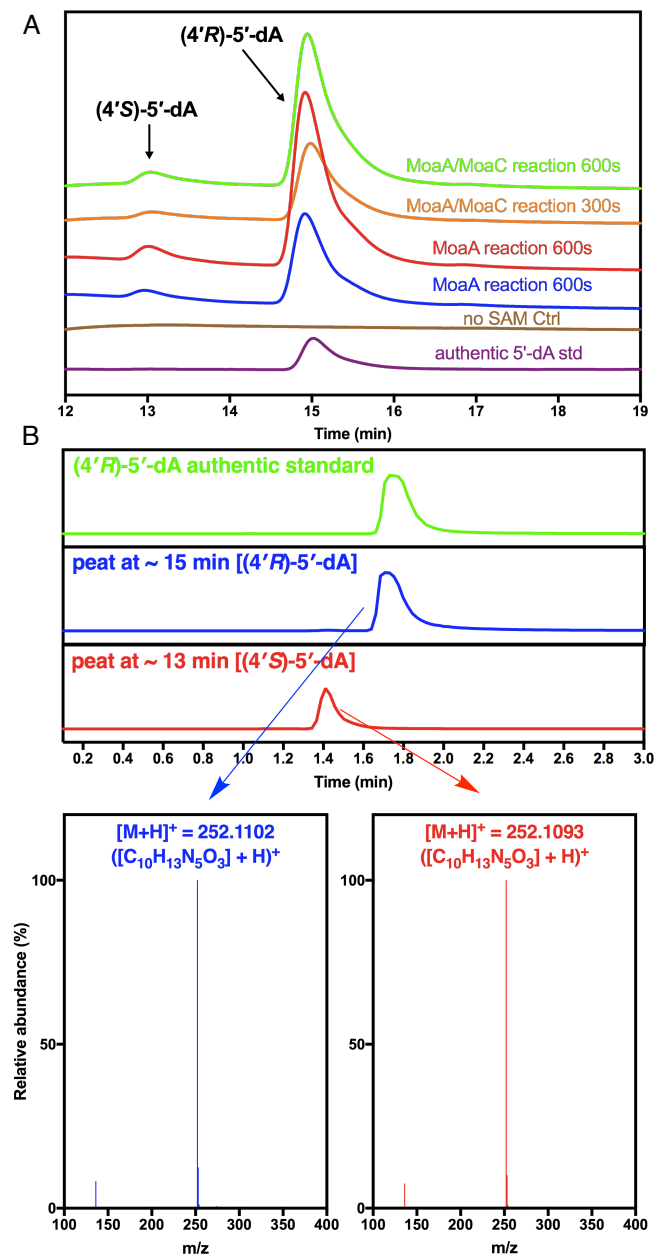 A
(4′R)-5′-dA
(4′S)-5′-dA
MoaA/MoaC reaction 600s
MoaA/MoaC reaction 300s
MoaA reaction 600s
MoaA reaction 600s
no SAM Ctrl
authentic 5'-dA std
12 13 14 15 16 17 18 19
Time (min)
B
(4′R)-5′-dA authentic standard
peat at ~ 15 min [(4′R)-5′-dA]
peat at ~ 13 min [(4′S)-5′-dA]
0.2 0.4 0.6 0.8 1.0 1.2 1.4 1.6 1.8 2.0 2.2 2.4 2.6 2.8 3.0
Time (min)
[M+H]⁺ = 252.1102
([C₁₀H₁₃N₅O₃] + H)⁺
100
50
0
Relative abundance (%)
100 150 200 250 300 350 400
m/z
[M+H]⁺ = 252.1093
([C₁₀H₁₃N₅O₃] + H)⁺
100
50
0
100 150 200 250 300 350 400
m/z